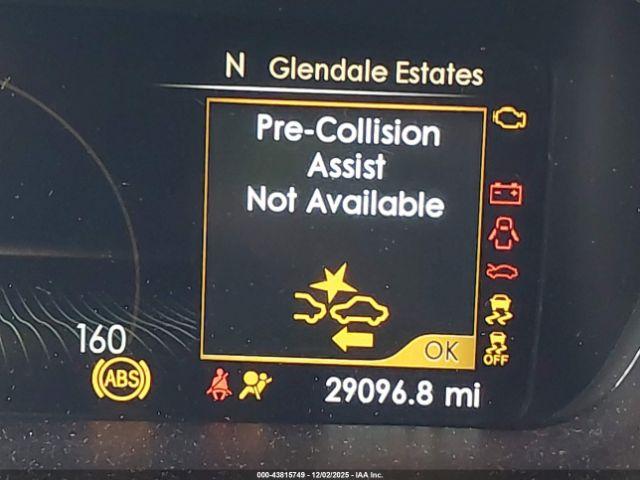 N Glendale Estates
Pre-Collision
Assist
Not Available
OK
OFF
160
ABS
29096.8 mi
000-43815749 | 12/02/2025 | IAA Inc.